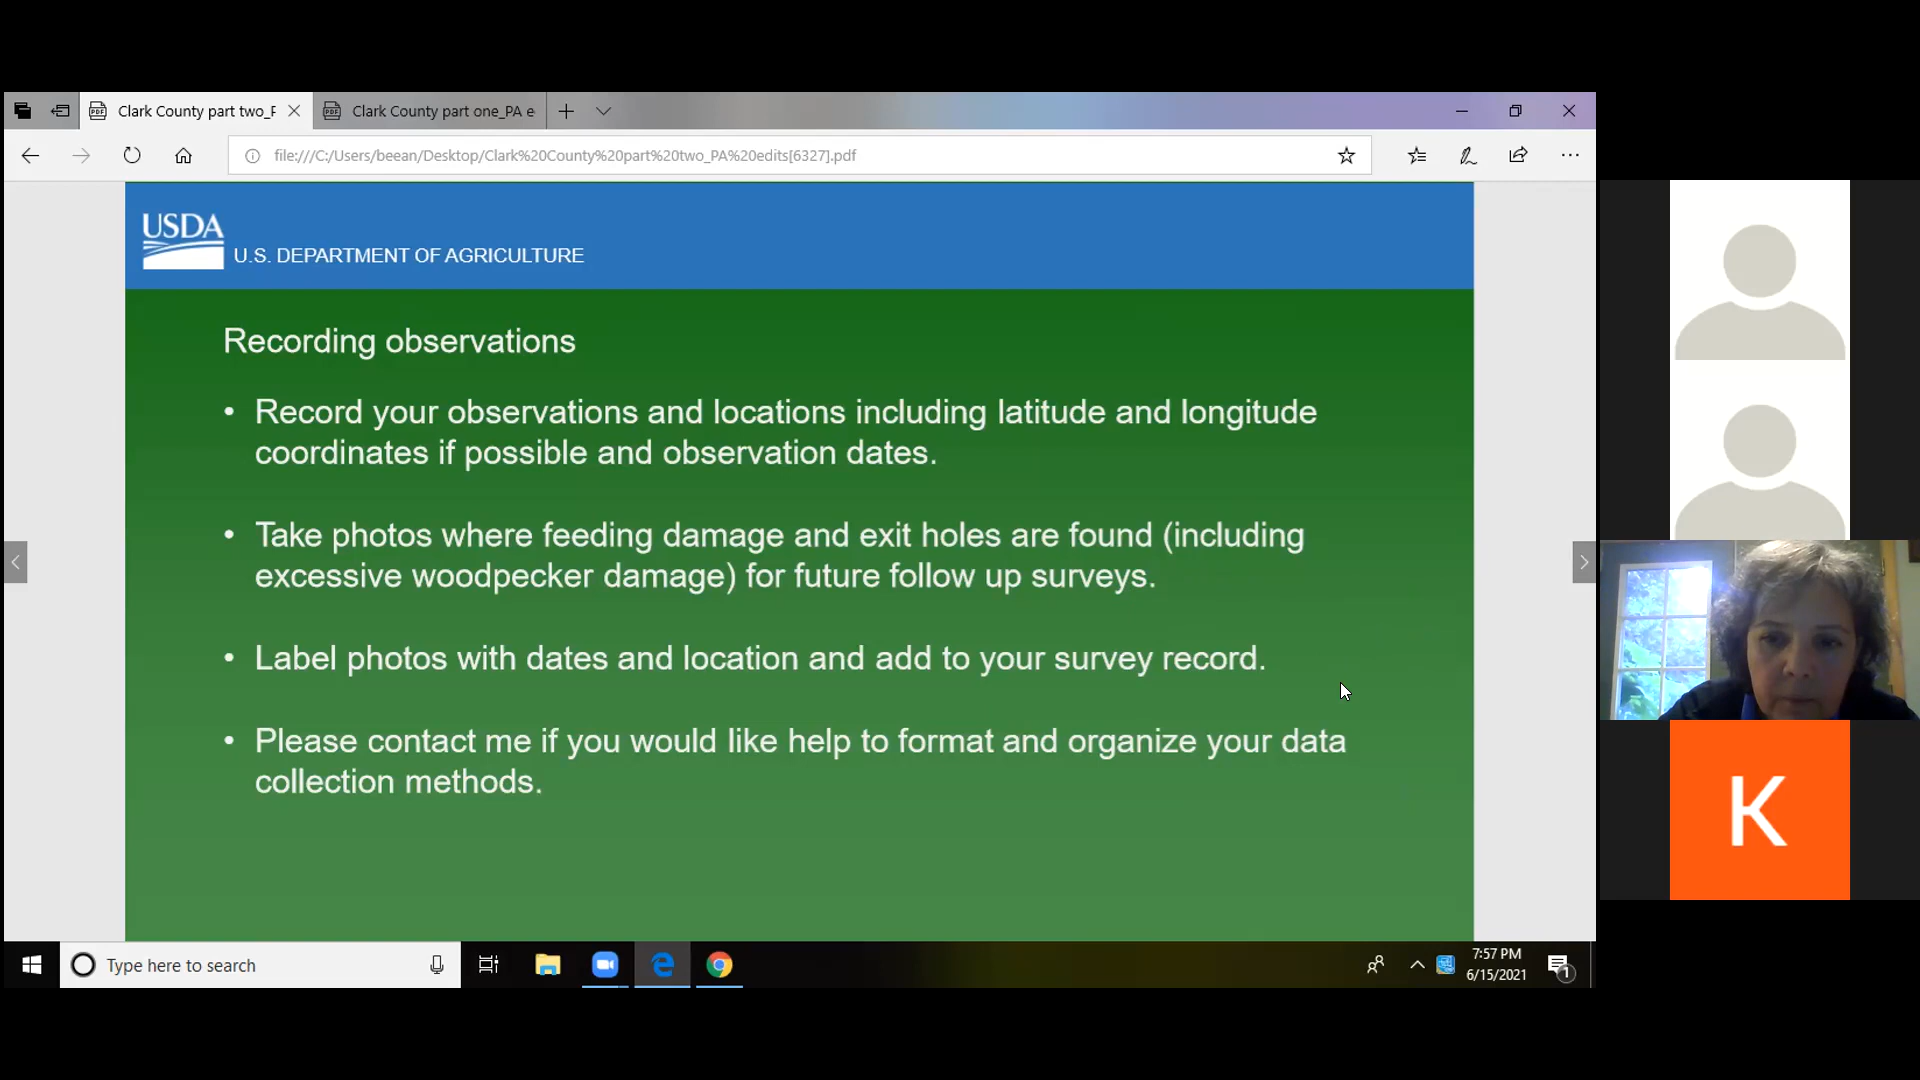 Clark County part two_F
Clark County part one_PA e
file:///C:/Users/beean/Desktop/Clark%20County%20part%20two_PA%20edits[6327].pdf
USDA
U.S. DEPARTMENT OF AGRICULTURE
Recording observations
• Record your observations and locations including latitude and longitude
coordinates if possible and observation dates.
• Take photos where feeding damage and exit holes are found (including
excessive woodpecker damage) for future follow up surveys.
• Label photos with dates and location and add to your survey record.
• Please contact me if you would like help to format and organize your data
collection methods.
K
Type here to search
7:57 PM
6/15/2021
1